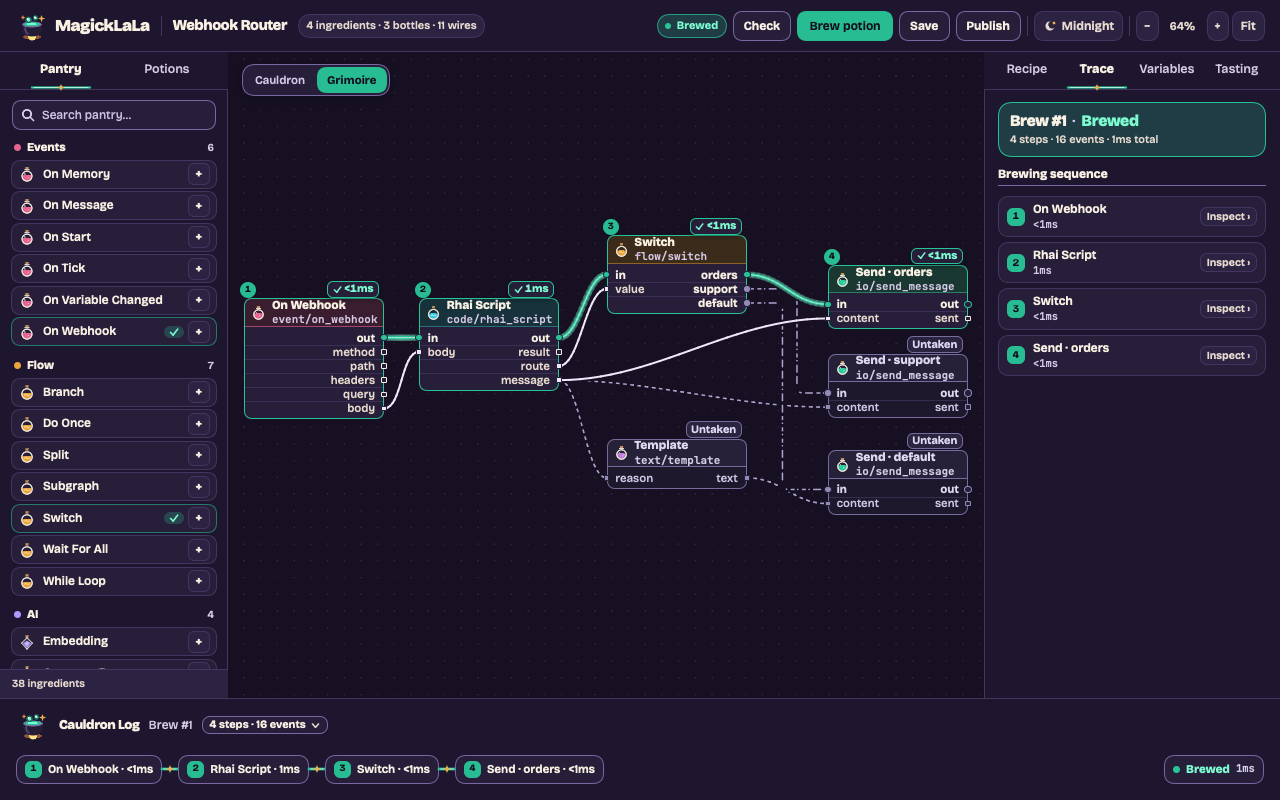 MagickLaLa
Webhook Router
4 ingredients · 3 bottles · 11 wires
Brewed
Check
Brew potion
Save
Publish
Midnight
−
64%
+
Fit
Pantry
Potions
Search pantry...
Events
6
On Memory
+
On Message
+
On Start
+
On Tick
+
On Variable Changed
+
On Webhook
+
Flow
7
Branch
+
Do Once
+
Split
+
Subgraph
+
Switch
+
Wait For All
+
While Loop
+
AI
4
Embedding
+
38 ingredients
Cauldron
Grimoire
1
<1ms
On Webhook
event/on_webhook
out
method
path
headers
query
body
2
1ms
Rhai Script
code/rhai_script
in
out
body
result
route
message
3
<1ms
Switch
flow/switch
in
orders
value
support
default
4
<1ms
Send · orders
io/send_message
in
out
content
sent
Untaken
Send · support
io/send_message
in
out
content
sent
Untaken
Template
text/template
reason
text
Untaken
Send · default
io/send_message
in
out
content
sent
Recipe
Trace
Variables
Tasting
Brew #1 · Brewed
4 steps · 16 events · 1ms total
Brewing sequence
1
On Webhook
<1ms
Inspect ›
2
Rhai Script
1ms
Inspect ›
3
Switch
<1ms
Inspect ›
4
Send · orders
<1ms
Inspect ›
Cauldron Log
Brew #1
4 steps · 16 events
1
On Webhook · <1ms
2
Rhai Script · 1ms
3
Switch · <1ms
4
Send · orders · <1ms
Brewed 1ms